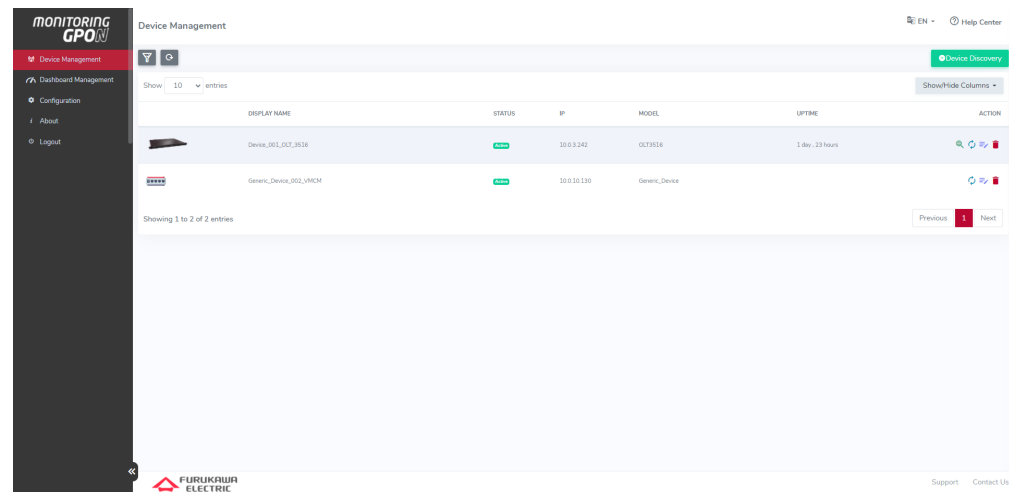 MONITORING
GPON
Device Management
EN
Help Center
Device Management
Dashboard Management
Configuration
About
Logout
Device Discovery
Show 10 entries
Show/Hide Columns
DISPLAY NAME STATUS IP MODEL UPTIME ACTION
Device_001_OLT_3516 Active 10.0.3.242 OLT3516 1 day , 23 hours
Generic_Device_002_VMCM Active 10.0.10.130 Generic_Device
Showing 1 to 2 of 2 entries
Previous 1 Next
FURUKAWA
ELECTRIC
Support Contact Us